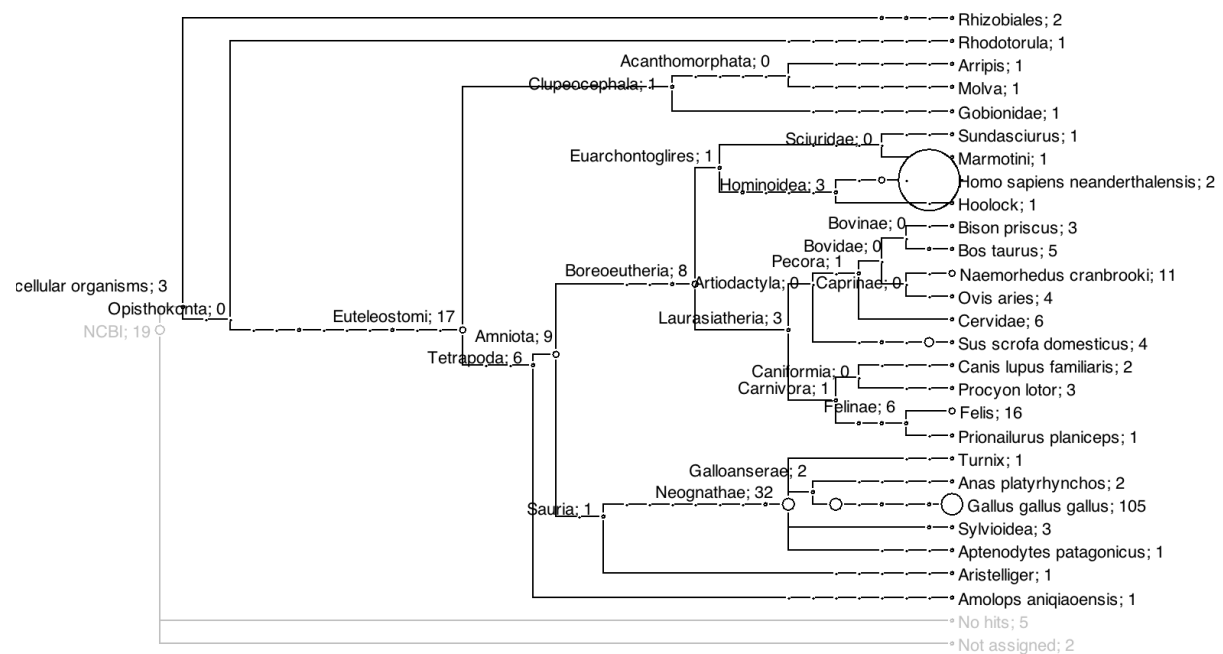 Rhizobiales; 2
Rhodotorula; 1
Acanthomorphata; 0
Arripis; 1
Clupeocephala; 1
Molva; 1
Gobionidae; 1
Sciuridae; 0
Sundasciurus; 1
Euarchontoglires; 1
Marmotini; 1
Hominoidea; 3
Homo sapiens neanderthalensis; 2
Hoolock; 1
Bovinae; 0
Bison priscus; 3
Bovidae; 0
Bos taurus; 5
Pecora; 1
Boreoeutheria; 8
Naemorhedus cranbrooki; 11
Artiodactyla; 0
Caprinae; 0
cellular organisms; 3
Ovis aries; 4
Opisthokonta; 0
Euteleostomi; 17
Laurasiatheria; 3
Cervidae; 6
NCBI; 19
Amniota; 9
Sus scrofa domesticus; 4
Tetrapoda; 6
Caniformia; 0
Canis lupus familiaris; 2
Carnivora; 1
Procyon lotor; 3
Felinae; 6
Felis; 16
Prionailurus planiceps; 1
Turnix; 1
Galloanserae; 2
Anas platyrhynchos; 2
Neognathae; 32
Gallus gallus gallus; 105
Sauria; 1
Sylvioidea; 3
Aptenodytes patagonicus; 1
Aristelliger; 1
Amolops aniqiaoensis; 1
No hits; 5
Not assigned; 2